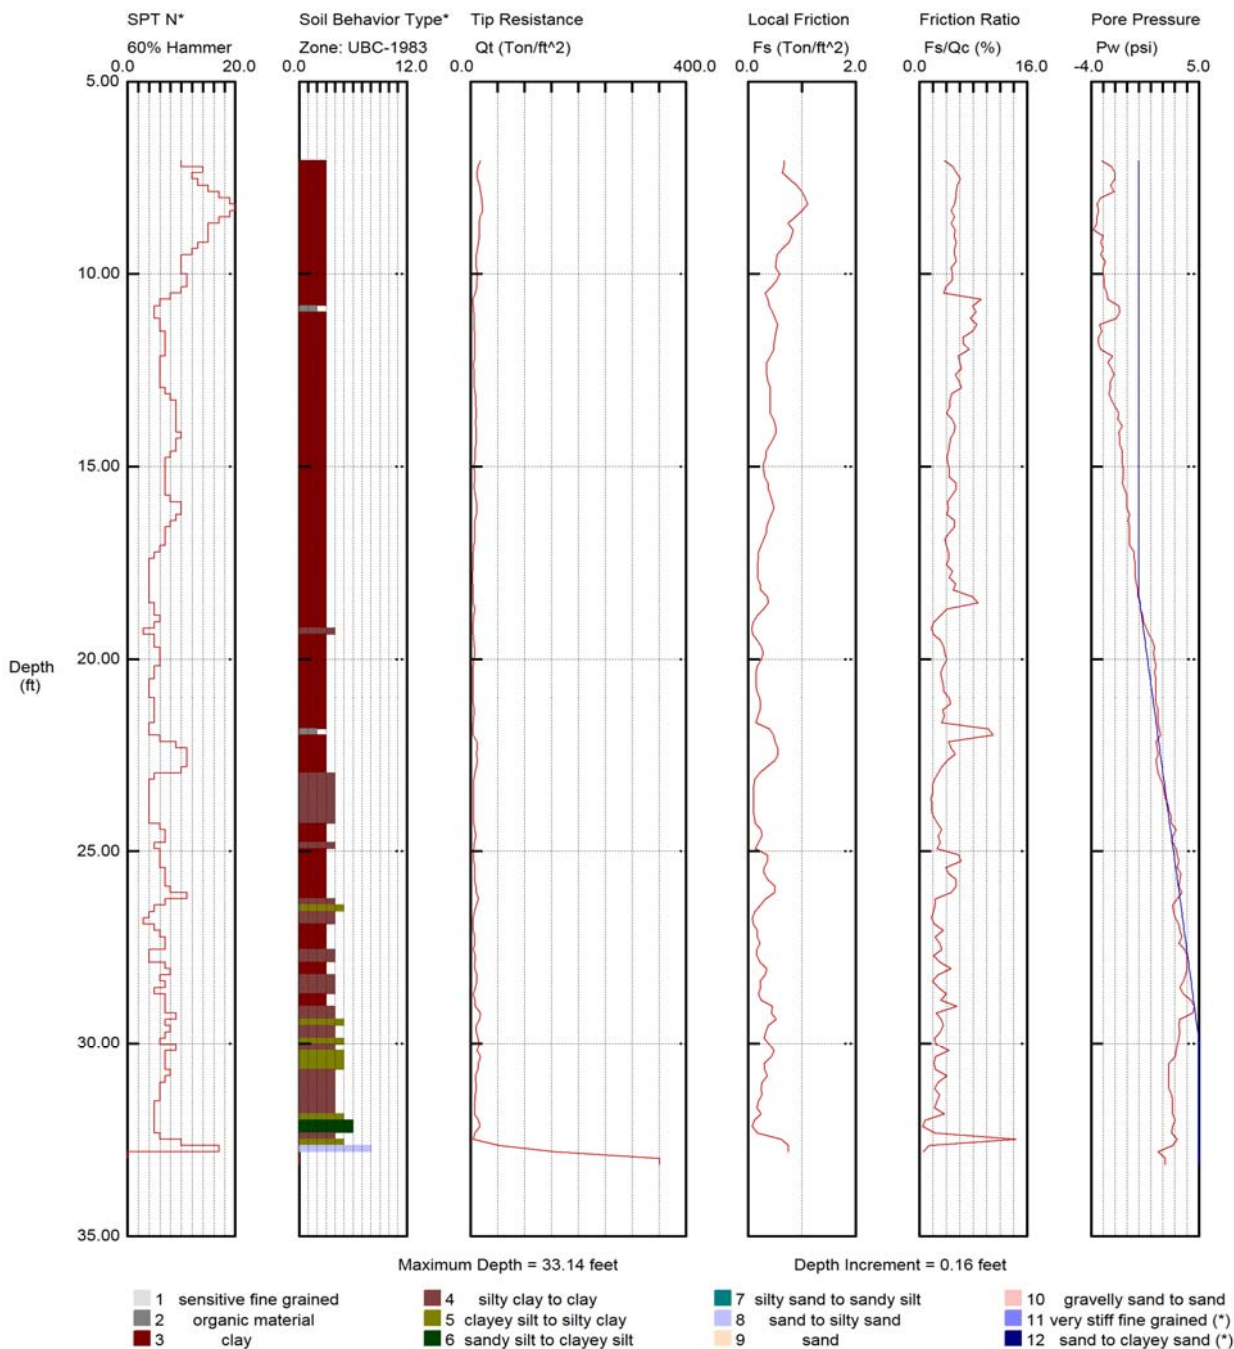 SPT N* Soil Behavior Type* Tip Resistance Local Friction Friction Ratio Pore Pressure
60% Hammer Zone: UBC-1983 Qt (Ton/ft^2) Fs (Ton/ft^2) Fs/Qc (%) Pw (psi)
0.0 20.0 0.0 12.0 0.0 400.0 0.0 2.0 0.0 16.0 -4.0 5.0
5.00
10.00
15.00
20.00
Depth
(ft)
25.00
30.00
35.00
Maximum Depth = 33.14 feet Depth Increment = 0.16 feet
1 sensitive fine grained 4 silty clay to clay 7 silty sand to sandy silt 10 gravelly sand to sand
2 organic material 5 clayey silt to silty clay 8 sand to silty sand 11 very stiff fine grained (*)
3 clay 6 sandy silt to clayey silt 9 sand 12 sand to clayey sand (*)